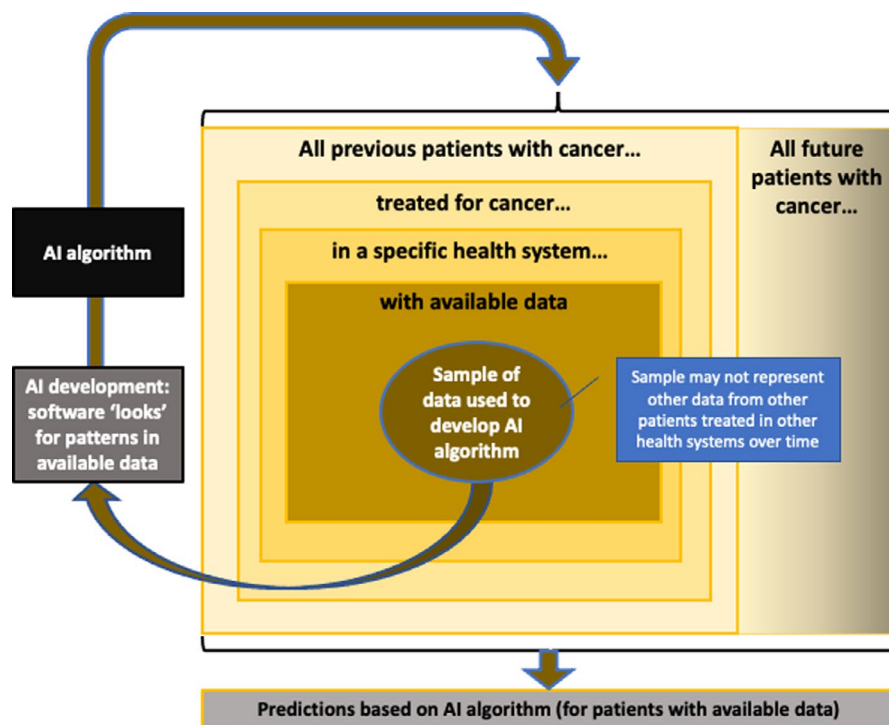 All previous patients with cancer...
All future
patients with
cancer...
treated for cancer...
in a specific health system...
with available data
AI algorithm
Sample of
data used to
develop AI
algorithm
Sample may not represent
other data from other
patients treated in other
health systems over time
AI development:
software ‘looks’
for patterns in
available data
Predictions based on AI algorithm (for patients with available data)